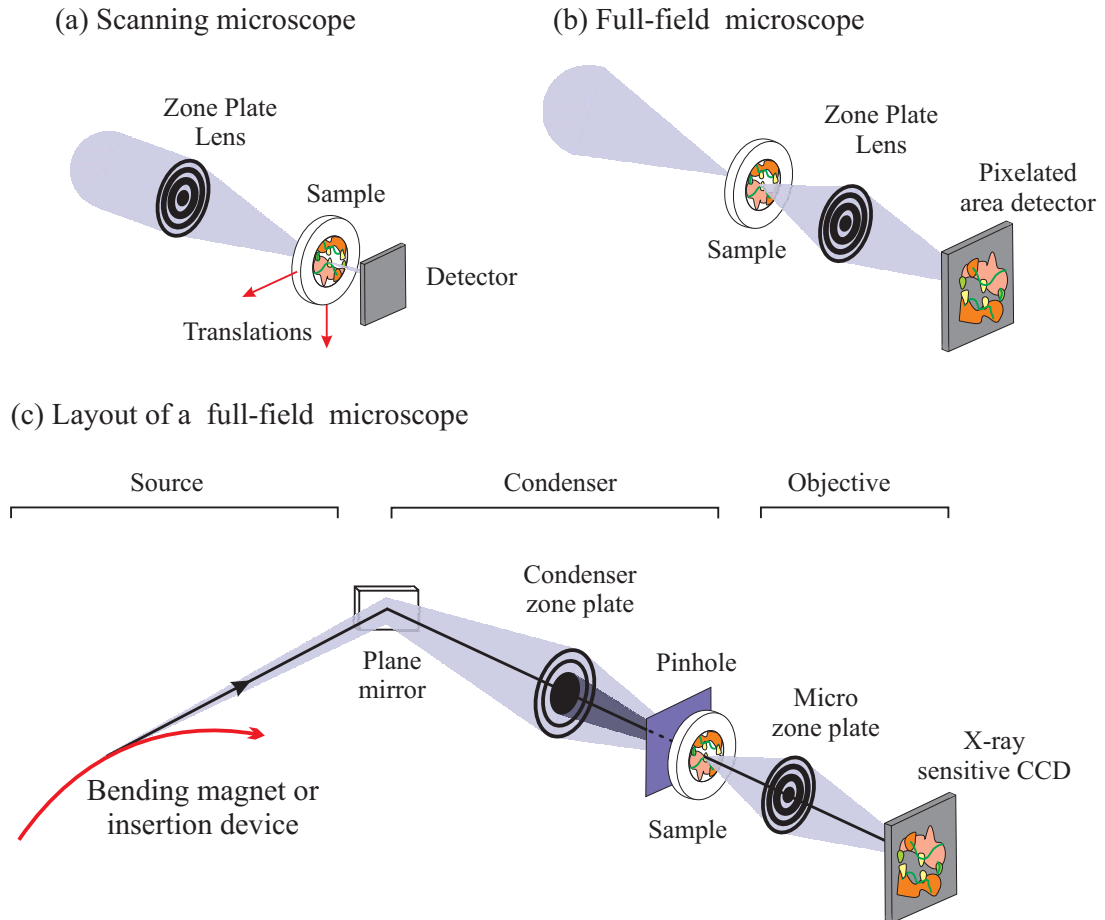 (a) Scanning microscope
Zone Plate
Lens
Sample
Detector
Translations
(b) Full-field microscope
Zone Plate
Lens
Pixelated
area detector
Sample
(c) Layout of a full-field microscope
Source
Condenser
Objective
Condenser
zone plate
Plane
mirror
Pinhole
Micro
zone plate
X-ray
sensitive CCD
Bending magnet or
insertion device
Sample